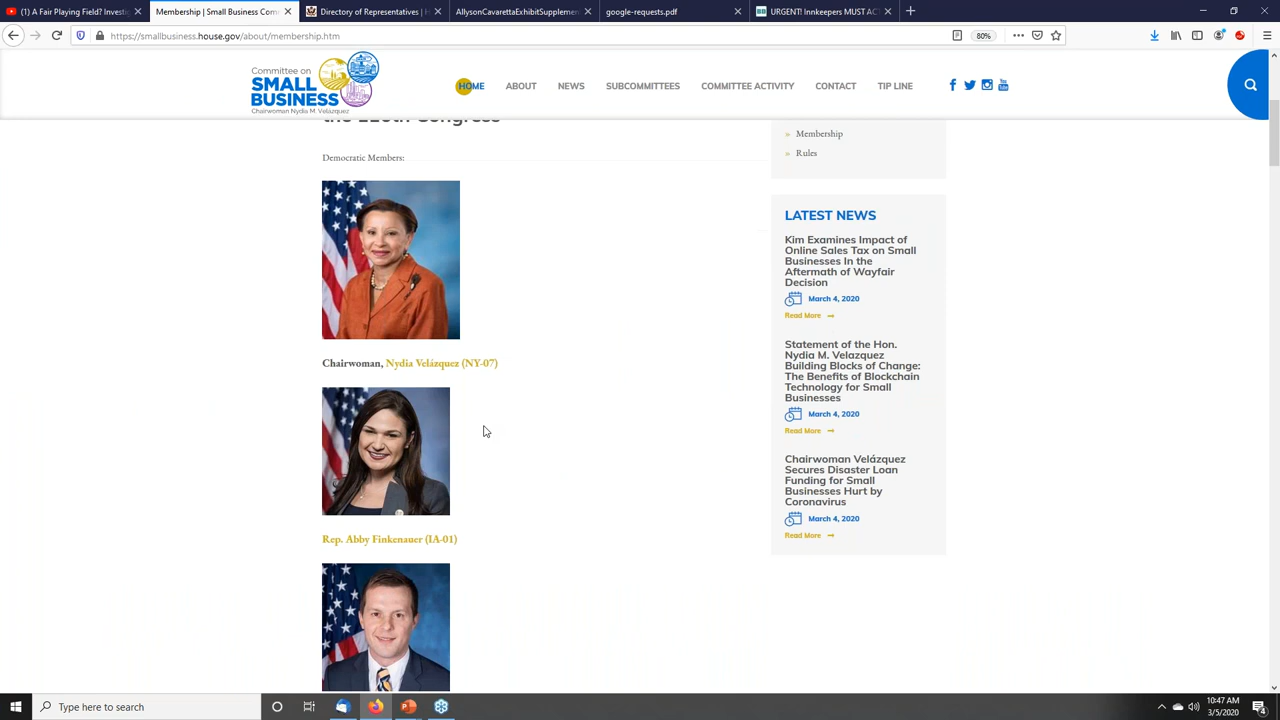 (1) A Fair Playing Field? Investi
Membership | Small Business Com
Directory of Representatives | H
AllysonCavarettaExhibitSupplemen
google-requests.pdf
URGENT! Innkeepers MUST AC
https://smallbusiness.house.gov/about/membership.htm
80%
Committee on
SMALL
BUSINESS
Chairwoman Nydia M. Velázquez
HOME
ABOUT
NEWS
SUBCOMMITTEES
COMMITTEE ACTIVITY
CONTACT
TIP LINE
Democratic Members:
Chairwoman, Nydia Velázquez (NY-07)
Rep. Abby Finkenauer (IA-01)
Membership
Rules
LATEST NEWS
Kim Examines Impact of
Online Sales Tax on Small
Businesses In the
Aftermath of Wayfair
Decision
March 4, 2020
Read More
Statement of the Hon.
Nydia M. Velazquez
Building Blocks of Change:
The Benefits of Blockchain
Technology for Small
Businesses
March 4, 2020
Read More
Chairwoman Velázquez
Secures Disaster Loan
Funding for Small
Businesses Hurt by
Coronavirus
March 4, 2020
Read More
Type here to search
10:47 AM
3/5/2020